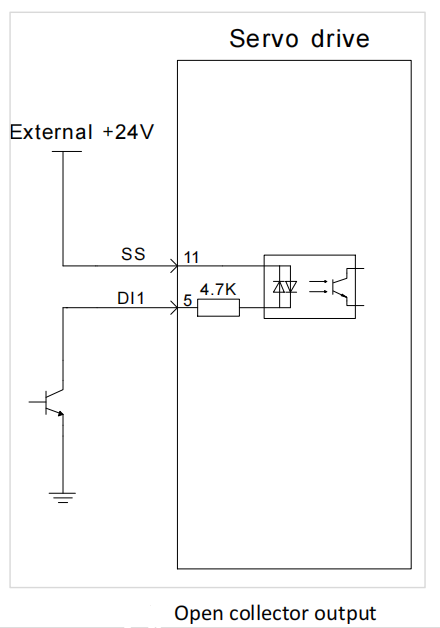 Servo drive
External +24V
SS
11
4.7K
DI1
5
Open collector output